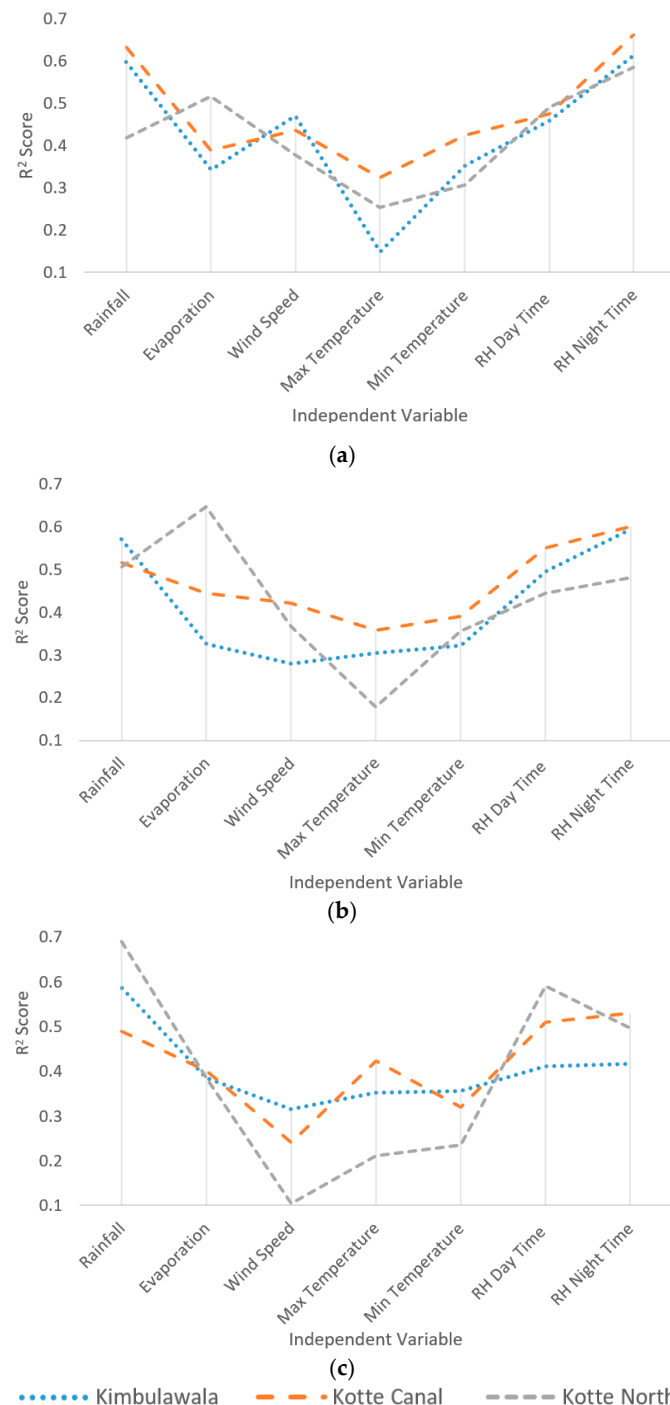 0.7
0.6
0.5
0.4
0.3
0.2
0.1
R² Score
Rainfall
Evaporation
Wind Speed
Max Temperature
Min Temperature
RH Day Time
RH Night Time
Independent Variable
(a)
0.7
0.6
0.5
0.4
0.3
0.2
0.1
R² Score
Rainfall
Evaporation
Wind Speed
Max Temperature
Min Temperature
RH Day Time
RH Night Time
Independent Variable
(b)
0.7
0.6
0.5
0.4
0.3
0.2
0.1
R² Score
Rainfall
Evaporation
Wind Speed
Max Temperature
Min Temperature
RH Day Time
RH Night Time
Independent Variable
(c)
Kimbulawala Kotte Canal Kotte North